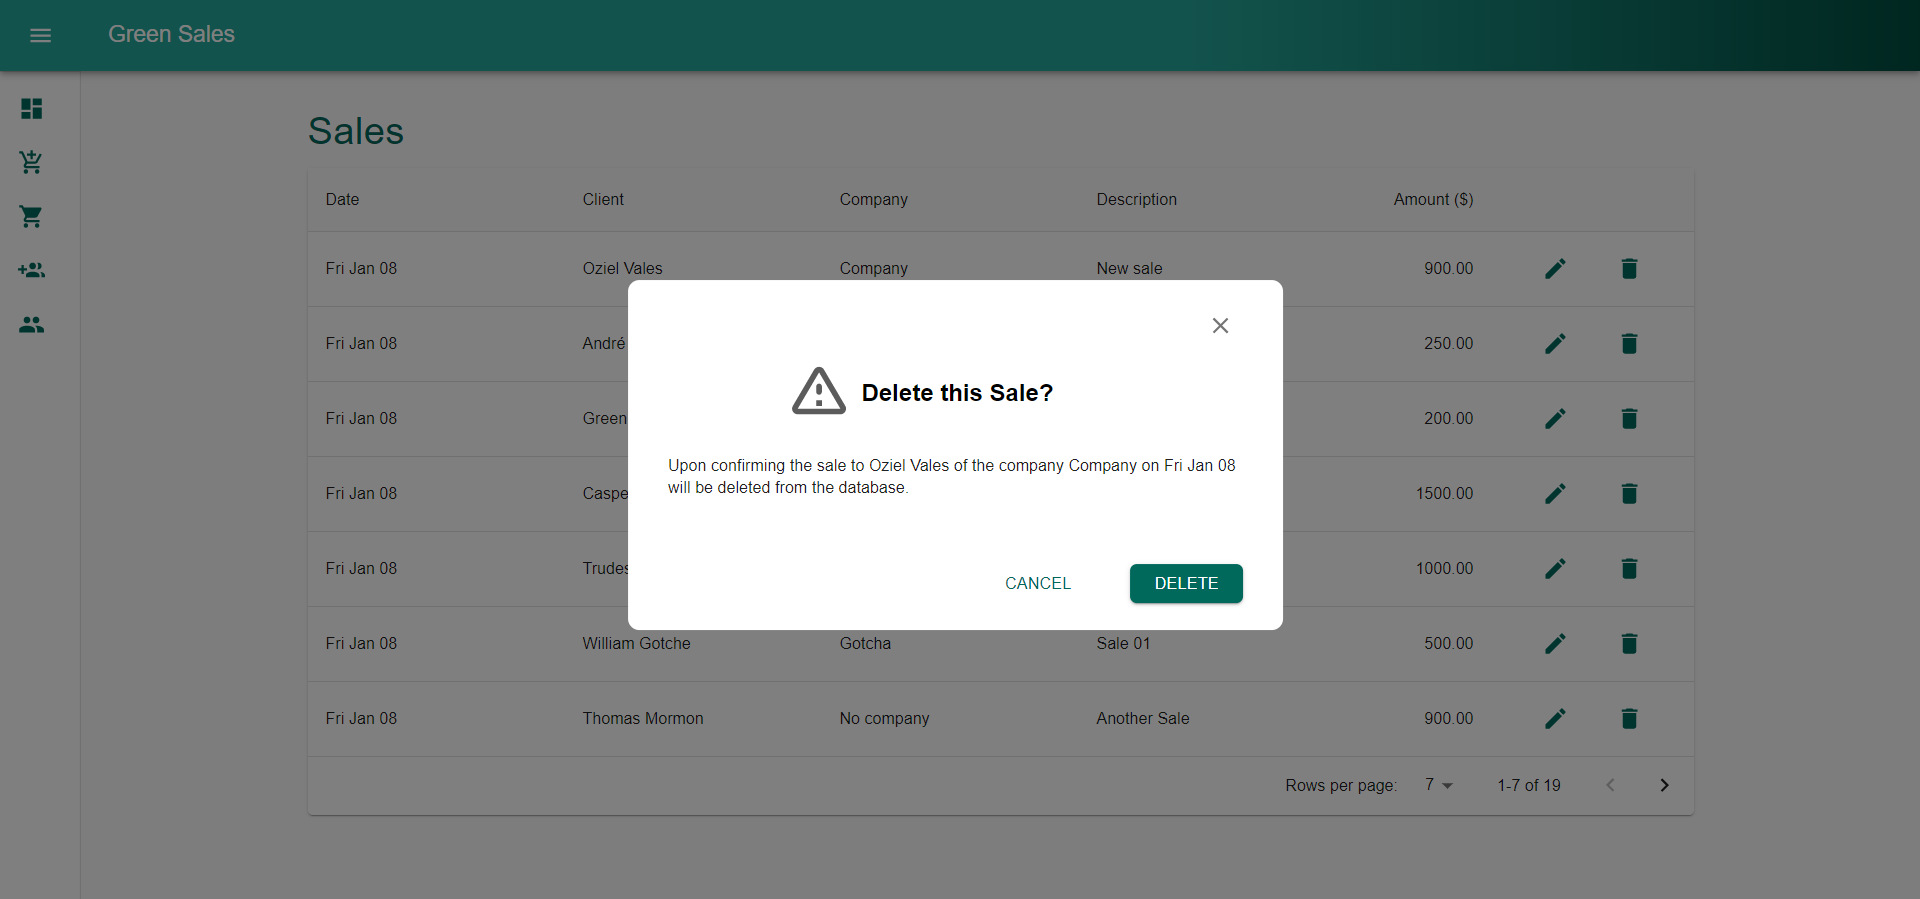 Green Sales
Sales
Date Client Company Description Amount ($)
Fri Jan 08 Oziel Vales Company New sale 900.00
Fri Jan 08 André 250.00
Fri Jan 08 Green 200.00
Fri Jan 08 Caspe 1500.00
Fri Jan 08 Trudes 1000.00
Fri Jan 08 William Gotche Gotcha Sale 01 500.00
Fri Jan 08 Thomas Mormon No company Another Sale 900.00
Rows per page: 7 1-7 of 19
Delete this Sale?
Upon confirming the sale to Oziel Vales of the company Company on Fri Jan 08
will be deleted from the database.
CANCEL DELETE